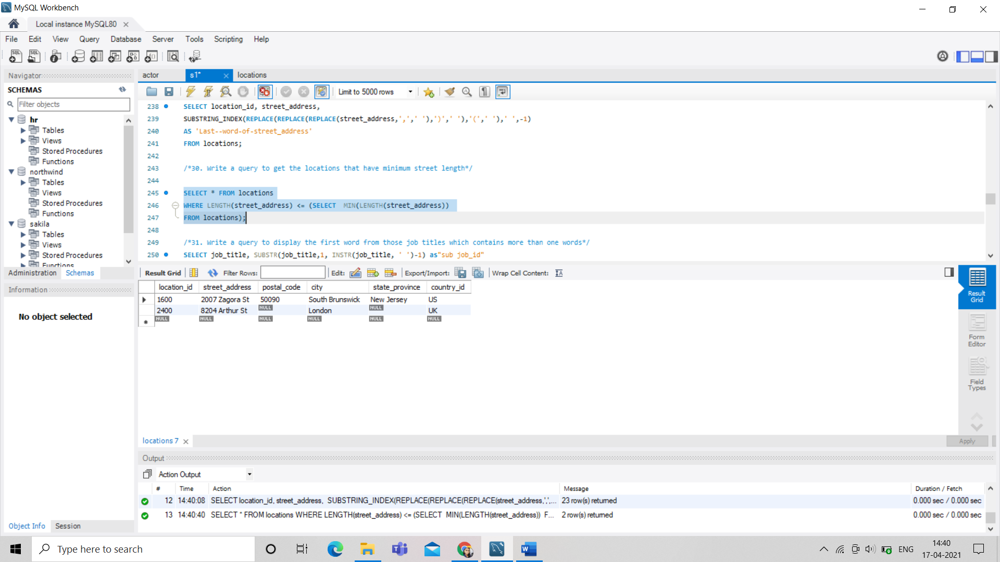 MySQL Workbench
Local instance MySQL80
File Edit View Query Database Server Tools Scripting Help
Navigator
SCHEMAS
Filter objects
hr
Tables
Views
Stored Procedures
Functions
northwind
Tables
Views
Stored Procedures
Functions
sakila
Tables
Views
Stored Procedures
Functions
Administration Schemas
Information
No object selected
Object Info Session
actor s1* locations
Limit to 5000 rows
238 SELECT location_id, street_address,
239 SUBSTRING_INDEX(REPLACE(REPLACE(REPLACE(street_address,',',' '),')',' '),'(',' '),' ',-1)
240 AS 'Last--word-of-street_address'
241 FROM locations;
242
243 /*30. Write a query to get the locations that have minimum street length*/
244
245 SELECT * FROM locations
246 WHERE LENGTH(street_address) <= (SELECT  MIN(LENGTH(street_address))
247 FROM locations);
248
249 /*31. Write a query to display the first word from those job titles which contains more than one words*/
250 SELECT job_title, SUBSTR(job_title,1, INSTR(job_title, ' ')-1) as"sub job_id"
Result Grid Filter Rows: Edit: Export/Import: Wrap Cell Content:
location_id street_address postal_code city state_province country_id
1600 2007 Zagora St 50090 South Brunswick New Jersey US
2400 8204 Arthur St NULL London NULL UK
NULL NULL NULL NULL NULL NULL
Result Grid
Form Editor
Field Types
locations 7
Apply
Output
Action Output
# Time Action Message Duration / Fetch
12 14:40:08 SELECT location_id, street_address,  SUBSTRING_INDEX(REPLACE(REPLACE(REPLACE(street_address,',',... 23 row(s) returned 0.000 sec / 0.000 sec
13 14:40:40 SELECT * FROM locations WHERE LENGTH(street_address) <= (SELECT  MIN(LENGTH(street_address))  F... 2 row(s) returned 0.000 sec / 0.000 sec
Type here to search
ENG
14:40
17-04-2021